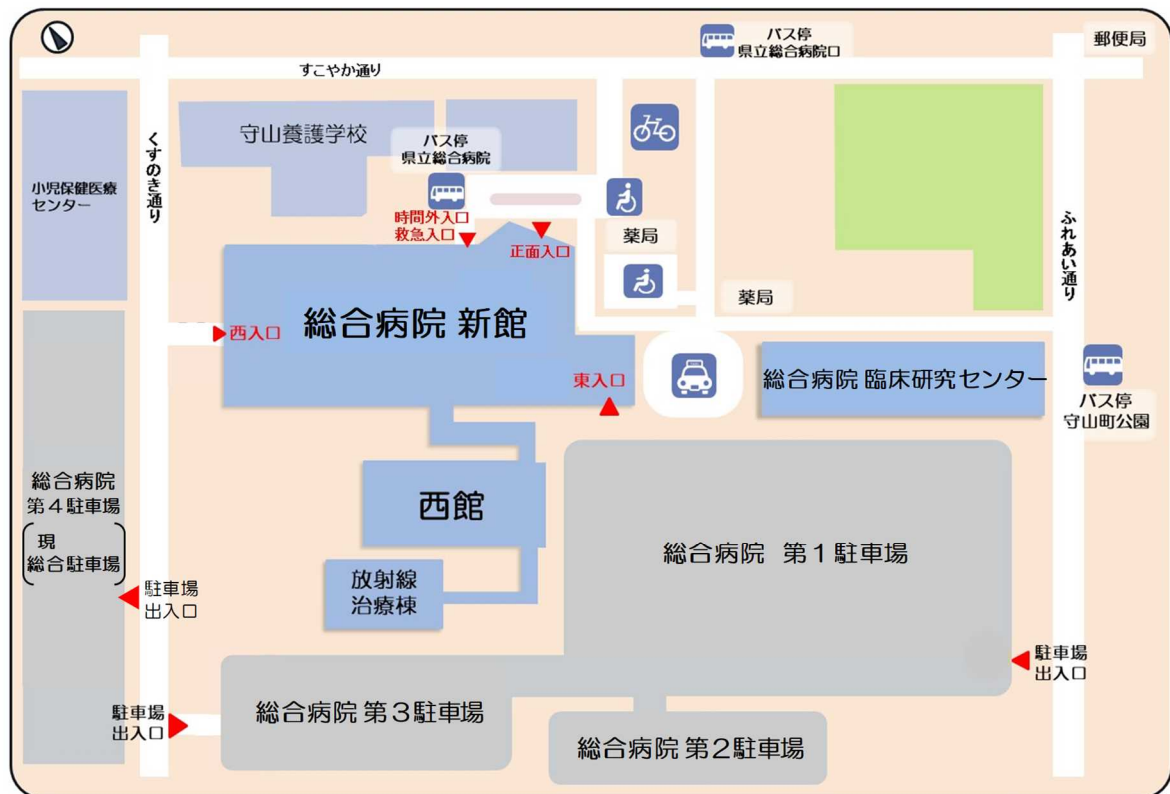 バス停
県立総合病院口
郵便局
すこやか通り
くすのき通り
守山養護学校
バス停
県立総合病院
小児保健医療
センター
時間外入口
救急入口
正面入口
薬局
薬局
ふれあい通り
総合病院 新館
西入口
東入口
総合病院 臨床研究センター
バス停
守山町公園
総合病院
第4駐車場
現
総合駐車場
西館
総合病院 第1駐車場
放射線
治療棟
駐車場
出入口
駐車場
出入口
総合病院 第3駐車場
駐車場
出入口
総合病院 第2駐車場